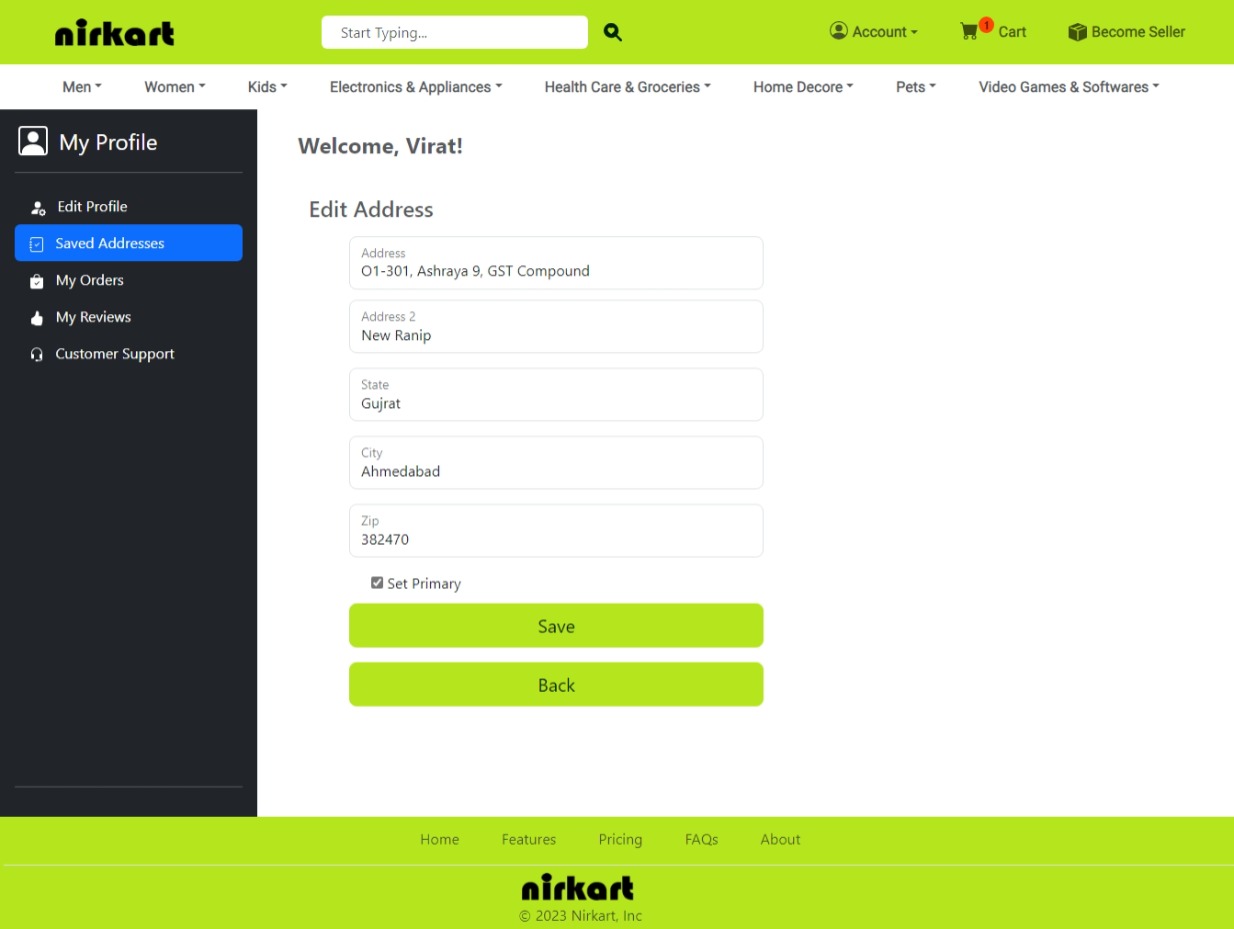 nirkart
Start Typing...
Account
1
Cart
Become Seller
Men
Women
Kids
Electronics & Appliances
Health Care & Groceries
Home Decore
Pets
Video Games & Softwares
My Profile
Edit Profile
Saved Addresses
My Orders
My Reviews
Customer Support
Welcome, Virat!
Edit Address
Address
O1-301, Ashraya 9, GST Compound
Address 2
New Ranip
State
Gujrat
City
Ahmedabad
Zip
382470
Set Primary
Save
Back
Home
Features
Pricing
FAQs
About
nirkart
© 2023 Nirkart, Inc